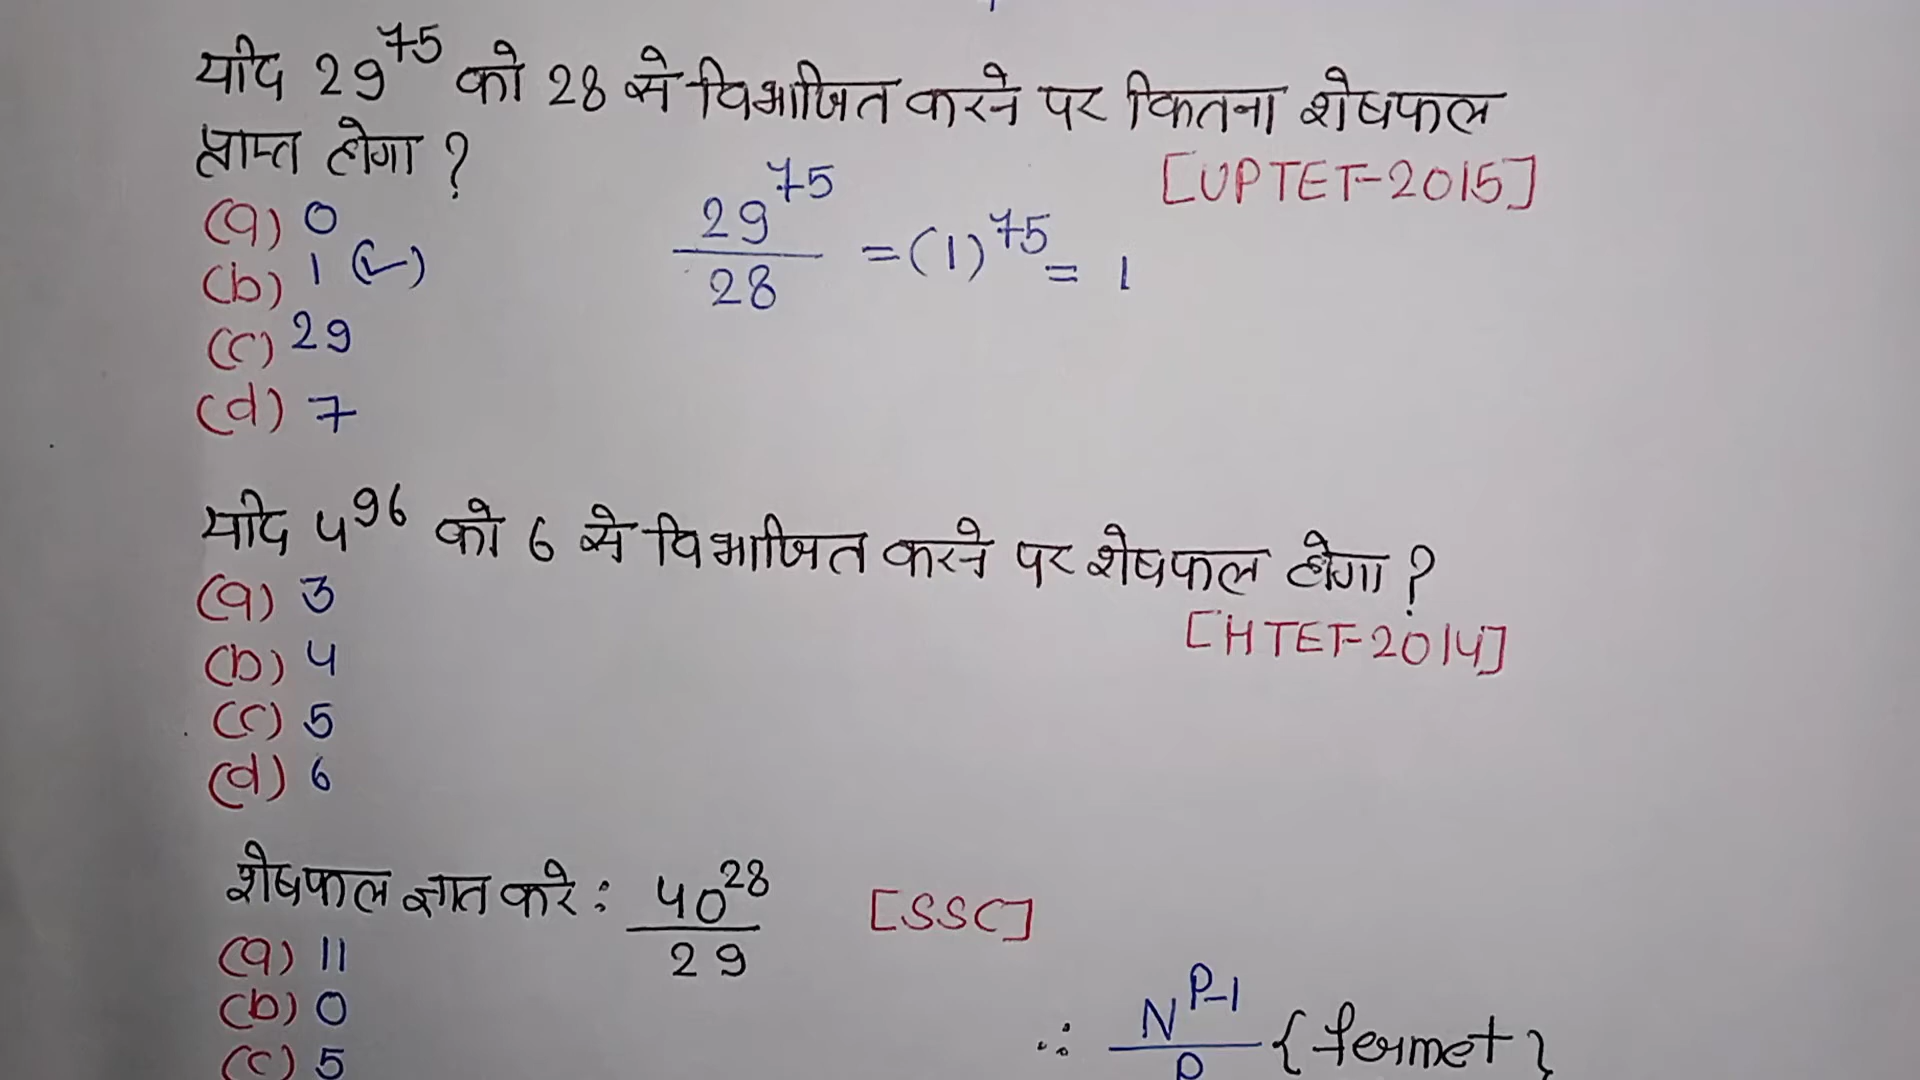 यदि 29^75 को 28 से विभाजित करने पर कितना शेषफल
प्राप्त होगा ?
[UPTET-2015]
(a) 0
(b) 1 (✓)
(c) 29
(d) 7
29^75 / 28 = (1)^75 = 1
यदि 4^96 को 6 से विभाजित करने पर शेषफल होगा ?
[HTET-2014]
(a) 3
(b) 4
(c) 5
(d) 6
शेषफल ज्ञात करे : 40^28 / 29 [SSC]
(a) 11
(b) 0
(c) 5
∴ N^P-1 / P { fermet }